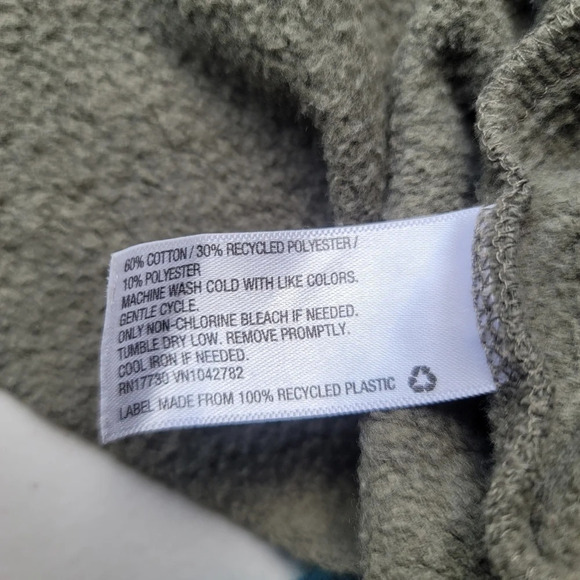 60% COTTON / 30% RECYCLED POLYESTER /
10% POLYESTER
MACHINE WASH COLD WITH LIKE COLORS.
GENTLE CYCLE.
ONLY NON-CHLORINE BLEACH IF NEEDED.
TUMBLE DRY LOW. REMOVE PROMPTLY.
COOL IRON IF NEEDED.
RN17730 VN1042782
LABEL MADE FROM 100% RECYCLED PLASTIC